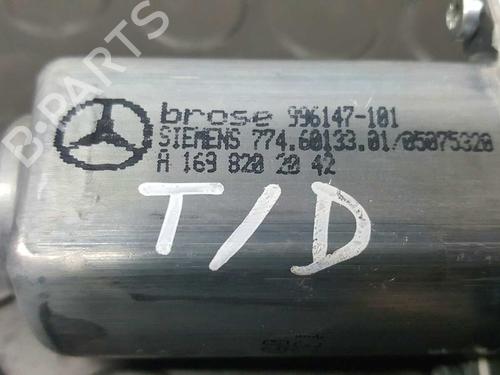 B-PARTS
brose 996147-101
SIEMENS 774.60133.01/05075320
A 169 820 20 42
T/D